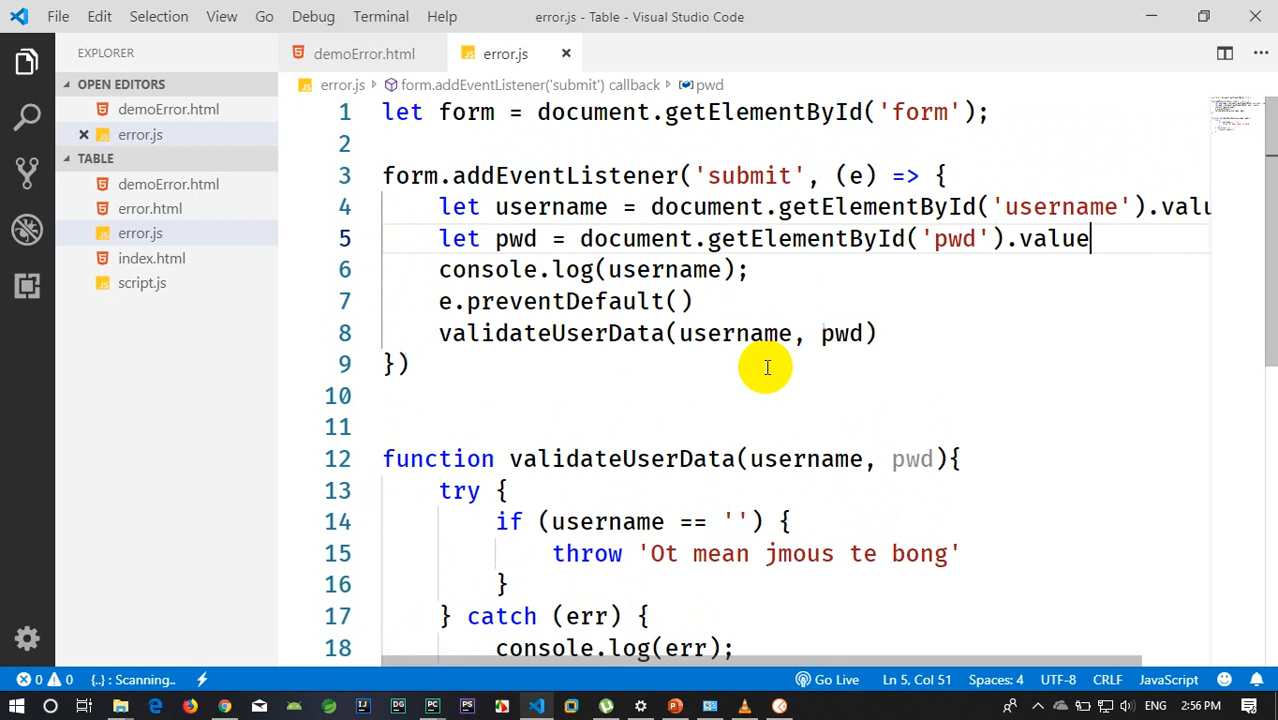 File Edit Selection View Go Debug Terminal Help error.js - Table - Visual Studio Code
EXPLORER
OPEN EDITORS
demoError.html
error.js
TABLE
demoError.html
error.html
error.js
index.html
script.js
demoError.html error.js
error.js form.addEventListener('submit') callback pwd
1 let form = document.getElementById('form');
2
3 form.addEventListener('submit', (e) => {
4 let username = document.getElementById('username').valu
5 let pwd = document.getElementById('pwd').value
6 console.log(username);
7 e.preventDefault()
8 validateUserData(username, pwd)
9 })
10
11
12 function validateUserData(username, pwd){
13 try {
14 if (username == '') {
15 throw 'Ot mean jmous te bong'
16 }
17 } catch (err) {
18 console.log(err);
0 0 {..} : Scanning.. Go Live Ln 5, Col 51 Spaces: 4 UTF-8 CRLF JavaScript
IJ DG PC PS ENG 2:56 PM